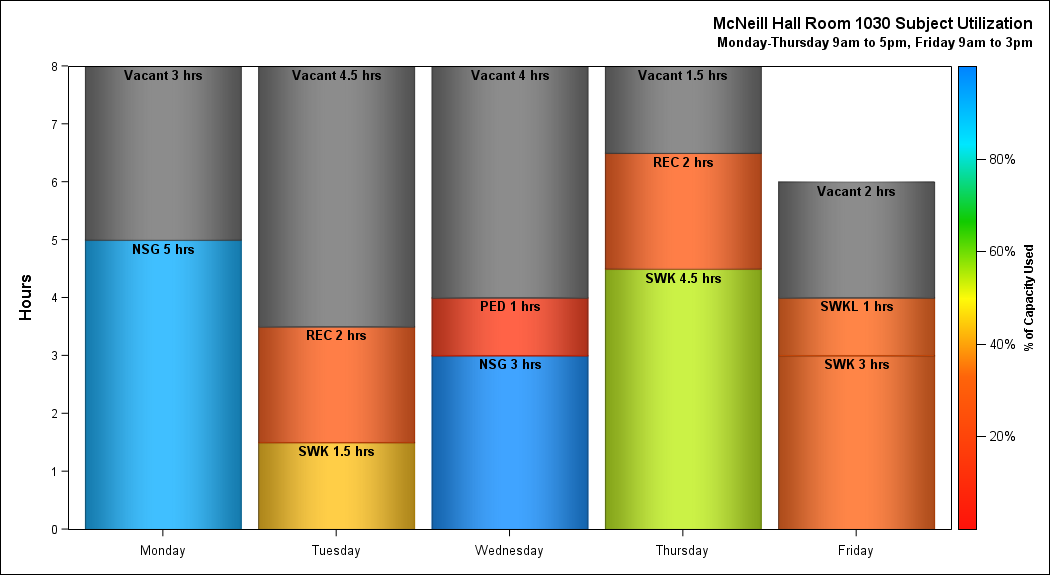 McNeill Hall Room 1030 Subject Utilization
Monday-Thursday 9am to 5pm, Friday 9am to 3pm
Hours
8
7
6
5
4
3
2
1
0
Vacant 3 hrs
NSG 5 hrs
Monday
Vacant 4.5 hrs
REC 2 hrs
SWK 1.5 hrs
Tuesday
Vacant 4 hrs
PED 1 hrs
NSG 3 hrs
Wednesday
Vacant 1.5 hrs
REC 2 hrs
SWK 4.5 hrs
Thursday
Vacant 2 hrs
SWKL 1 hrs
SWK 3 hrs
Friday
80%
60%
40%
20%
% of Capacity Used